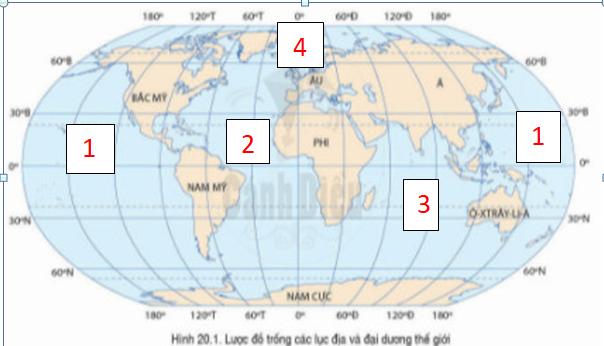 180° 120°T 60°T 0° 60°Đ 120°Đ 180°
4
60°B 60°B
BẮC MỸ ÂU Á
30°B 30°B
1 2 PHI 1
0° 0°
NAM MỸ Cánh Diều 3 Ô-XTRÂY-LI-A
30°N 30°N
60°N 60°N
NAM CỰC
180° 120°T 60°T 0° 60°Đ 120°Đ 180°
Hình 20.1. Lược đồ trống các lục địa và đại dương thế giới